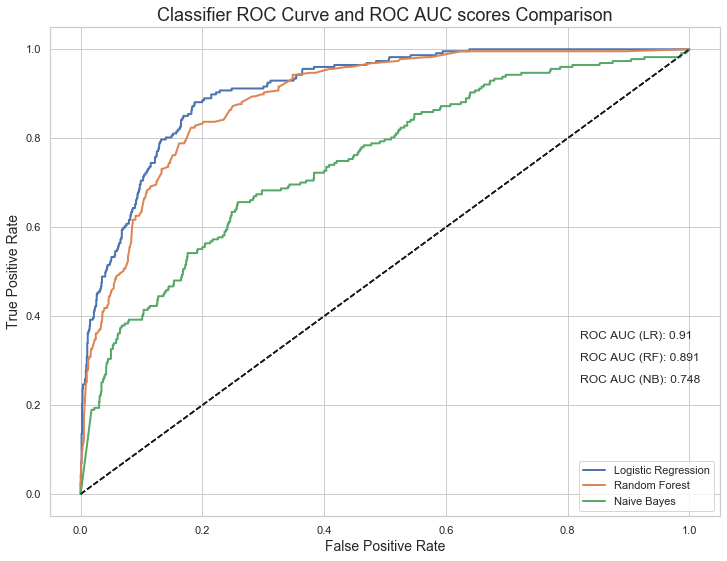 Classifier ROC Curve and ROC AUC scores Comparison
True Positive Rate
1.0
0.8
0.6
0.4
0.2
0.0
ROC AUC (LR): 0.91
ROC AUC (RF): 0.891
ROC AUC (NB): 0.748
Logistic Regression
Random Forest
Naive Bayes
0.0 0.2 0.4 0.6 0.8 1.0
False Positive Rate